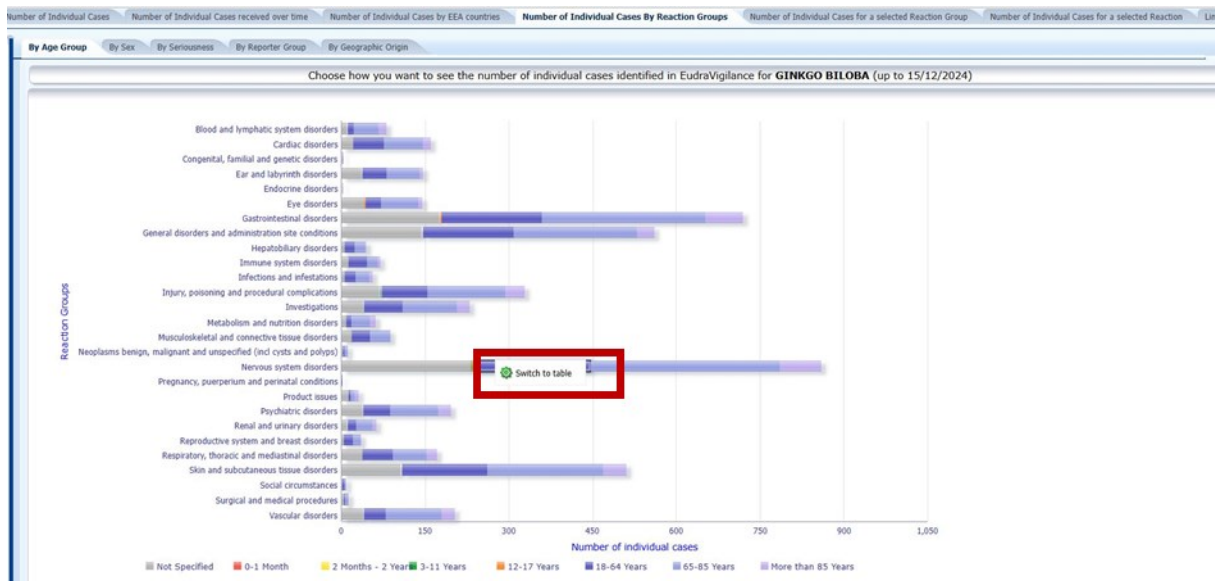 Number of Individual Cases Number of Individual Cases received over time Number of Individual Cases by EEA countries Number of Individual Cases By Reaction Groups Number of Individual Cases for a selected Reaction Group Number of Individual Cases for a selected Reaction
By Age Group By Sex By Seriousness By Reporter Group By Geographic Origin
Choose how you want to see the number of individual cases identified in EudraVigilance for GINKGO BILOBA (up to 15/12/2024)
Reaction Groups
Blood and lymphatic system disorders
Cardiac disorders
Congenital, familial and genetic disorders
Ear and labyrinth disorders
Endocrine disorders
Eye disorders
Gastrointestinal disorders
General disorders and administration site conditions
Hepatobiliary disorders
Immune system disorders
Infections and infestations
Injury, poisoning and procedural complications
Investigations
Metabolism and nutrition disorders
Musculoskeletal and connective tissue disorders
Neoplasms benign, malignant and unspecified (incl cysts and polyps)
Nervous system disorders
Switch to table
Pregnancy, puerperium and perinatal conditions
Product issues
Psychiatric disorders
Renal and urinary disorders
Reproductive system and breast disorders
Respiratory, thoracic and mediastinal disorders
Skin and subcutaneous tissue disorders
Social circumstances
Surgical and medical procedures
Vascular disorders
0 150 300 450 600 750 900 1,050
Number of individual cases
Not Specified 0-1 Month 2 Months - 2 Year 3-11 Years 12-17 Years 18-64 Years 65-85 Years More than 85 Years